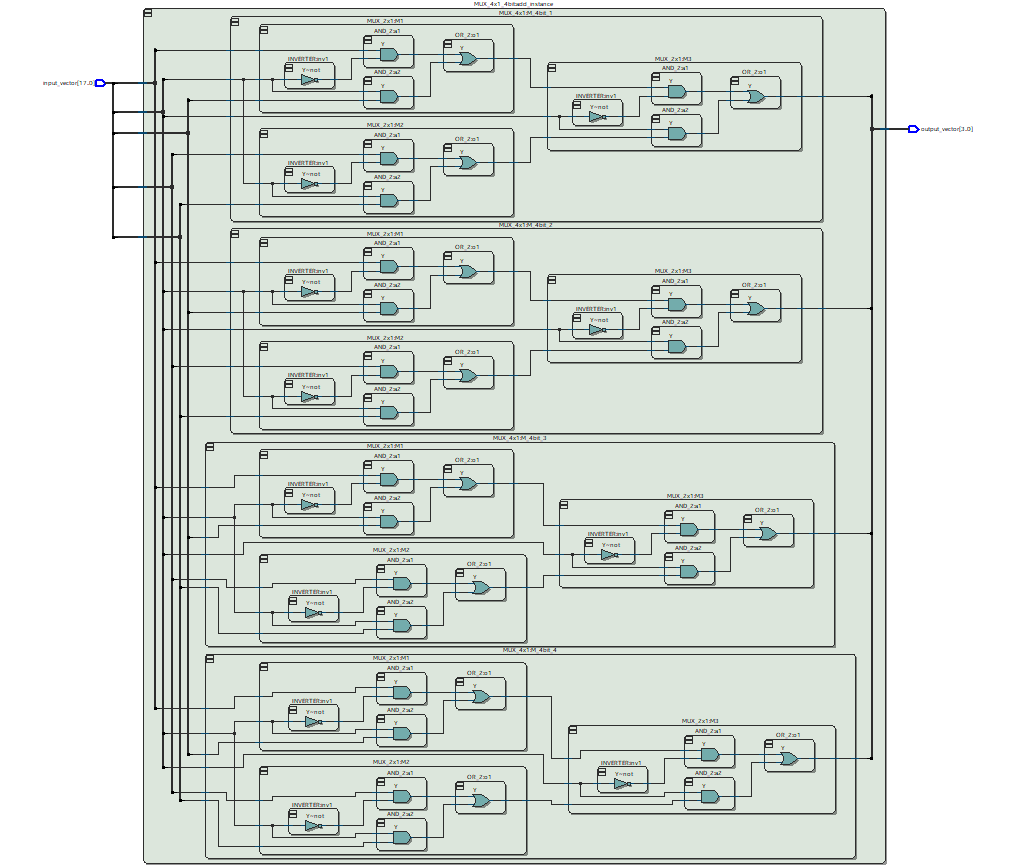 MUX_4x1_4bitadd_instance
MUX_4x1:M_4bit_1
MUX_2x1:M1
AND_2:a1
Y
OR_2:o1
Y
INVERTER:inv1
Y=not
AND_2:a2
Y
MUX_2x1:M3
AND_2:a1
Y
OR_2:o1
Y
INVERTER:inv1
Y=not
AND_2:a2
Y
input_vector[17..0]
output_vector[3..0]
MUX_2x1:M2
AND_2:a1
Y
OR_2:o1
Y
INVERTER:inv1
Y=not
AND_2:a2
Y
MUX_4x1:M_4bit_2
MUX_2x1:M1
AND_2:a1
Y
OR_2:o1
Y
INVERTER:inv1
Y=not
AND_2:a2
Y
MUX_2x1:M3
AND_2:a1
Y
OR_2:o1
Y
INVERTER:inv1
Y=not
AND_2:a2
Y
MUX_2x1:M2
AND_2:a1
Y
OR_2:o1
Y
INVERTER:inv1
Y=not
AND_2:a2
Y
MUX_4x1:M_4bit_3
MUX_2x1:M1
AND_2:a1
Y
OR_2:o1
Y
INVERTER:inv1
Y=not
AND_2:a2
Y
MUX_2x1:M3
AND_2:a1
Y
OR_2:o1
Y
INVERTER:inv1
Y=not
AND_2:a2
Y
MUX_2x1:M2
AND_2:a1
Y
OR_2:o1
Y
INVERTER:inv1
Y=not
AND_2:a2
Y
MUX_4x1:M_4bit_4
MUX_2x1:M1
AND_2:a1
Y
OR_2:o1
Y
INVERTER:inv1
Y=not
AND_2:a2
Y
MUX_2x1:M3
AND_2:a1
Y
OR_2:o1
Y
INVERTER:inv1
Y=not
AND_2:a2
Y
MUX_2x1:M2
AND_2:a1
Y
OR_2:o1
Y
INVERTER:inv1
Y=not
AND_2:a2
Y